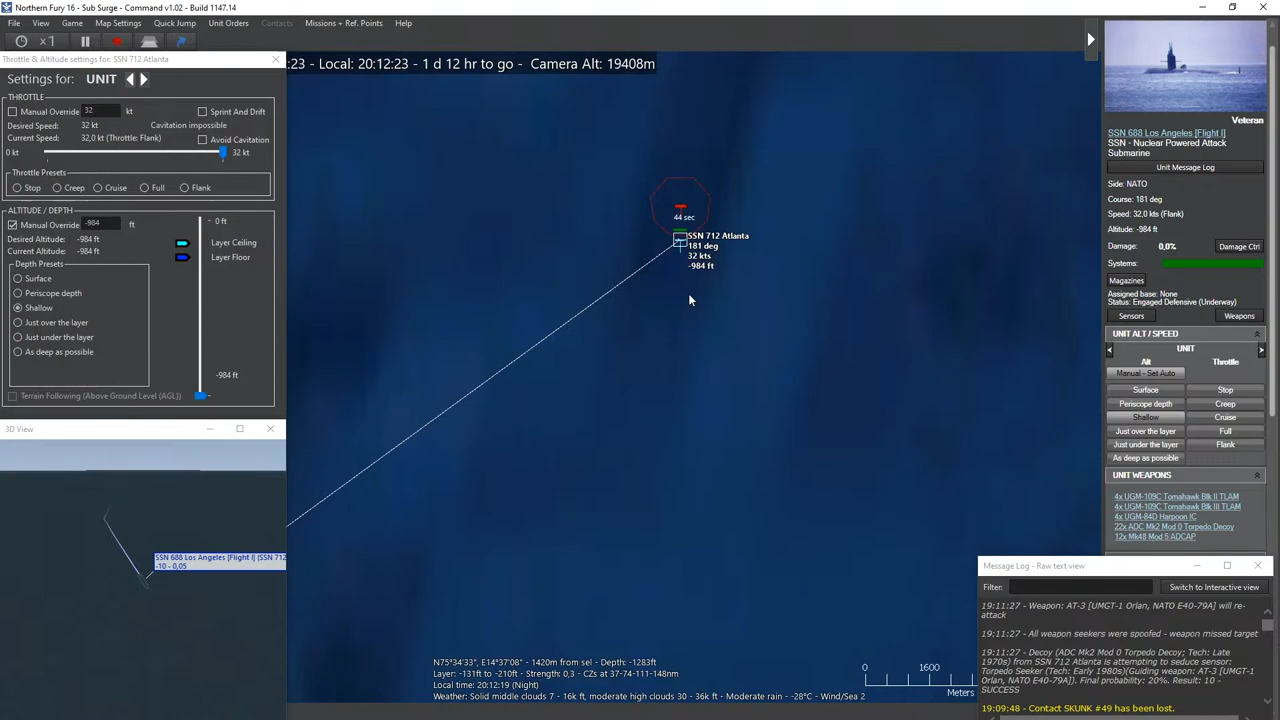 Northern Fury 16 - Sub Surge - Command v1.02 - Build 1147.14
File View Game Map Settings Quick Jump Unit Orders Contacts Missions + Ref. Points Help
x1
Throttle & Altitude settings for: SSN 712 Atlanta
:23 - Local: 20:12:23 - 1 d 12 hr to go - Camera Alt: 19408m
Settings for: UNIT
THROTTLE
Manual Override 32 kt Sprint And Drift
Desired Speed: 32 kt Cavitation impossible
Current Speed: 32,0 kt (Throttle: Flank) Avoid Cavitation
0 kt 32 kt
Throttle Presets
Stop Creep Cruise Full Flank
ALTITUDE / DEPTH
Manual Override -984 ft
- 0 ft
Desired Altitude: -984 ft
Current Altitude: -984 ft
Layer Ceiling
Layer Floor
Depth Presets
Surface
Periscope depth
Shallow
Just over the layer
Just under the layer
As deep as possible
-984 ft
Terrain Following (Above Ground Level (AGL))
3D View
SSN 688 Los Angeles [Flight I] (SSN 712
-10 - 0,05
44 sec
SSN 712 Atlanta
181 deg
32 kts
-984 ft
N75°34'33", E14°37'08" - 1420m from sel - Depth: -1283ft
Layer: -131ft to -210ft - Strength: 0,3 - CZs at 37-74-111-148nm
Local time: 20:12:19 (Night)
Weather: Solid middle clouds 7 - 16k ft, moderate high clouds 30 - 36k ft - Moderate rain - -28°C - Wind/Sea 2
0 1600
Meters
Veteran
SSN 688 Los Angeles [Flight I]
SSN - Nuclear Powered Attack
Submarine
Unit Message Log
Side: NATO
Course: 181 deg
Speed: 32.0 kts (Flank)
Altitude: -984 ft
Damage: 0,0% Damage Ctrl
Systems:
Magazines
Assigned base: None
Status: Engaged Defensive (Underway)
Sensors Weapons
UNIT ALT / SPEED
UNIT
Alt Throttle
Manual - Set Auto
Surface Stop
Periscope depth Creep
Shallow Cruise
Just over the layer Full
Just under the layer Flank
As deep as possible
UNIT WEAPONS
4x UGM-109C Tomahawk Blk II TLAM
4x UGM-109C Tomahawk Blk III TLAM
4x UGM-84D Harpoon IC
22x ADC Mk2 Mod 0 Torpedo Decoy
12x Mk48 Mod 5 ADCAP
Message Log - Raw text view
Filter: Switch to Interactive view
19:11:27 - Weapon: AT-3 [UMGT-1 Orlan, NATO E40-79A] will re-
attack
19:11:27 - All weapon seekers were spoofed - weapon missed target
19:11:27 - Decoy (ADC Mk2 Mod 0 Torpedo Decoy; Tech: Late
1970s) from SSN 712 Atlanta is attempting to seduce sensor:
Torpedo Seeker (Tech: Early 1980s)(Guiding weapon: AT-3 [UMGT-1
Orlan, NATO E40-79A]). Final probability: 20%. Result: 10 -
SUCCESS
19:09:48 - Contact SKUNK #49 has been lost.